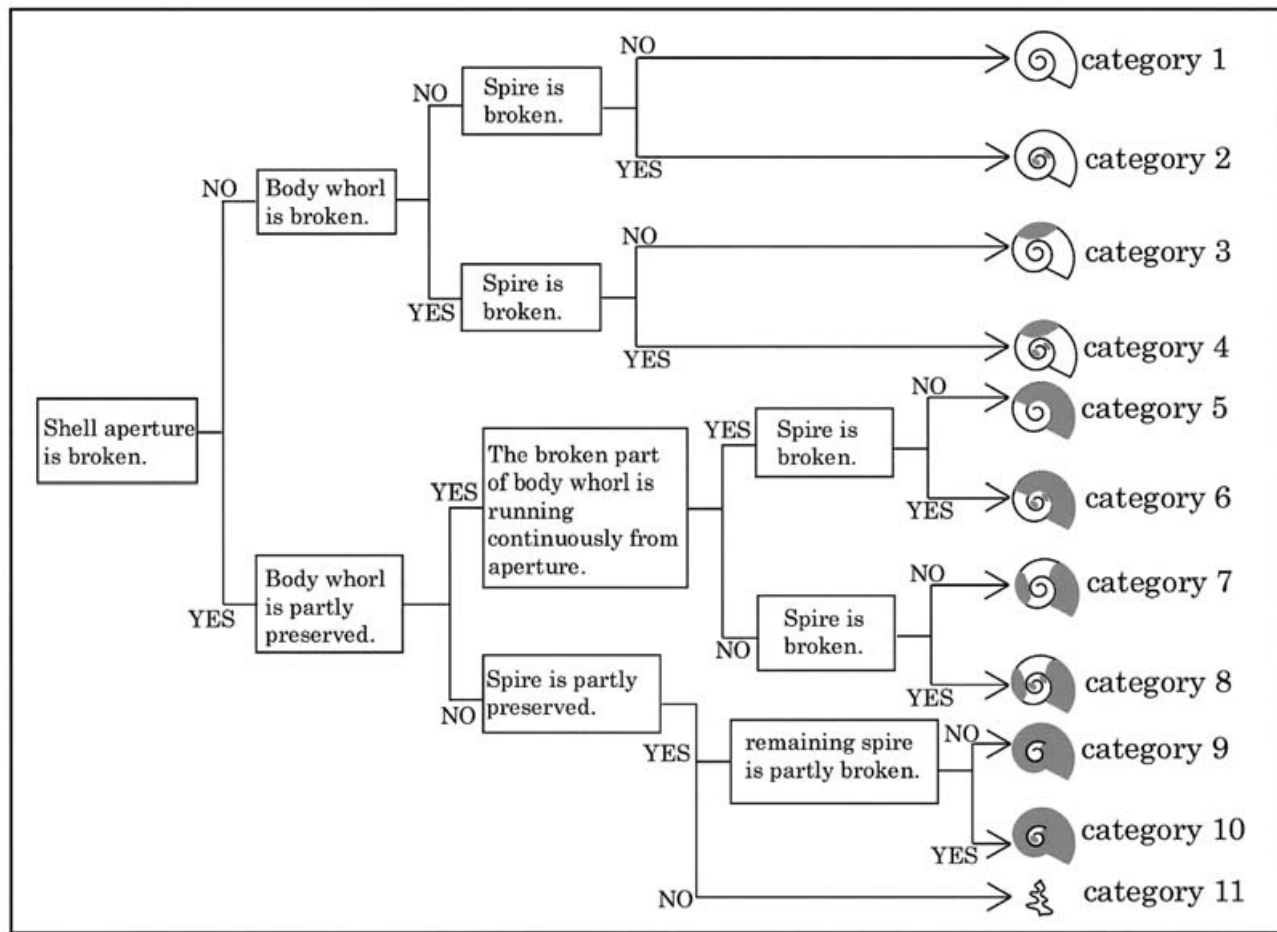 NO
category 1
Spire is
broken.
NO
YES
category 2
Body whorl
is broken.
NO
NO
category 3
Spire is
broken.
YES
YES
category 4
Shell aperture
is broken.
NO
category 5
YES
Spire is
broken.
The broken part
of body whorl is
running
continuously from
aperture.
YES
YES
category 6
Body whorl
is partly
preserved.
YES
NO
category 7
Spire is
broken.
NO
YES
category 8
Spire is partly
preserved.
NO
YES
remaining spire
is partly broken.
NO
category 9
YES
category 10
NO
category 11